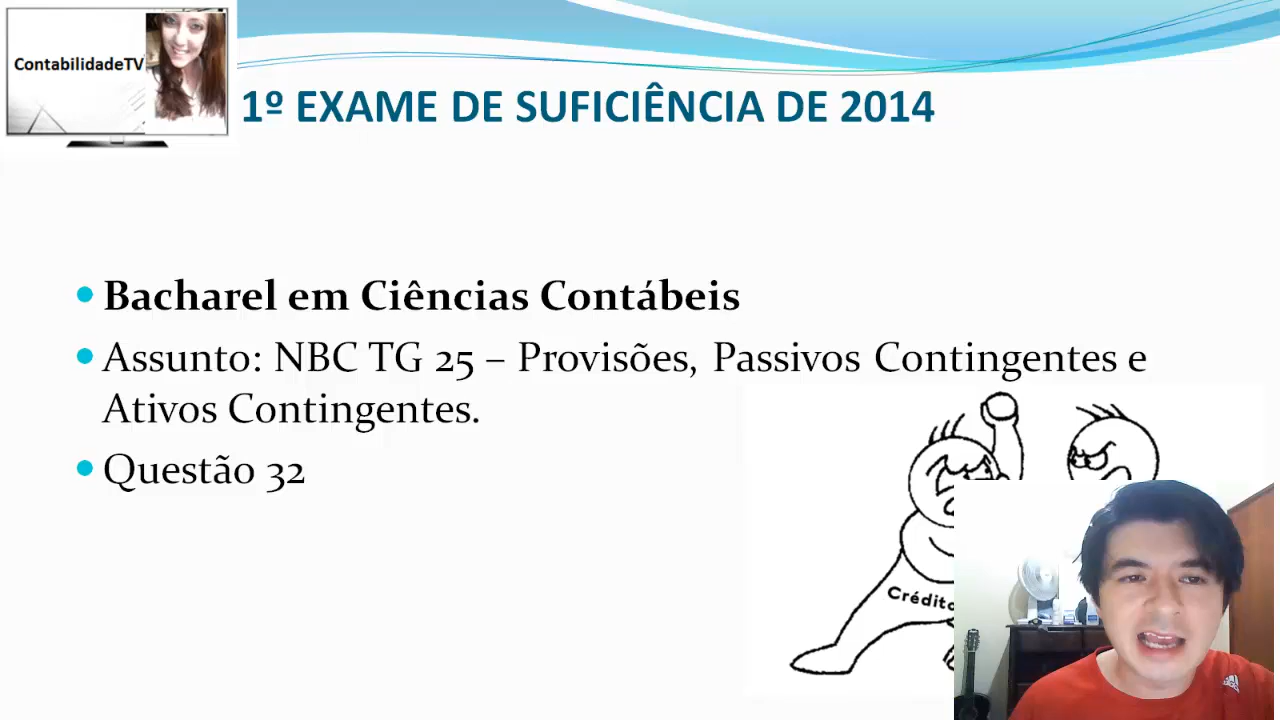 ContabilidadeTV
1º EXAME DE SUFICIÊNCIA DE 2014
Bacharel em Ciências Contábeis
Assunto: NBC TG 25 – Provisões, Passivos Contingentes e
Ativos Contingentes.
Questão 32
Crédito